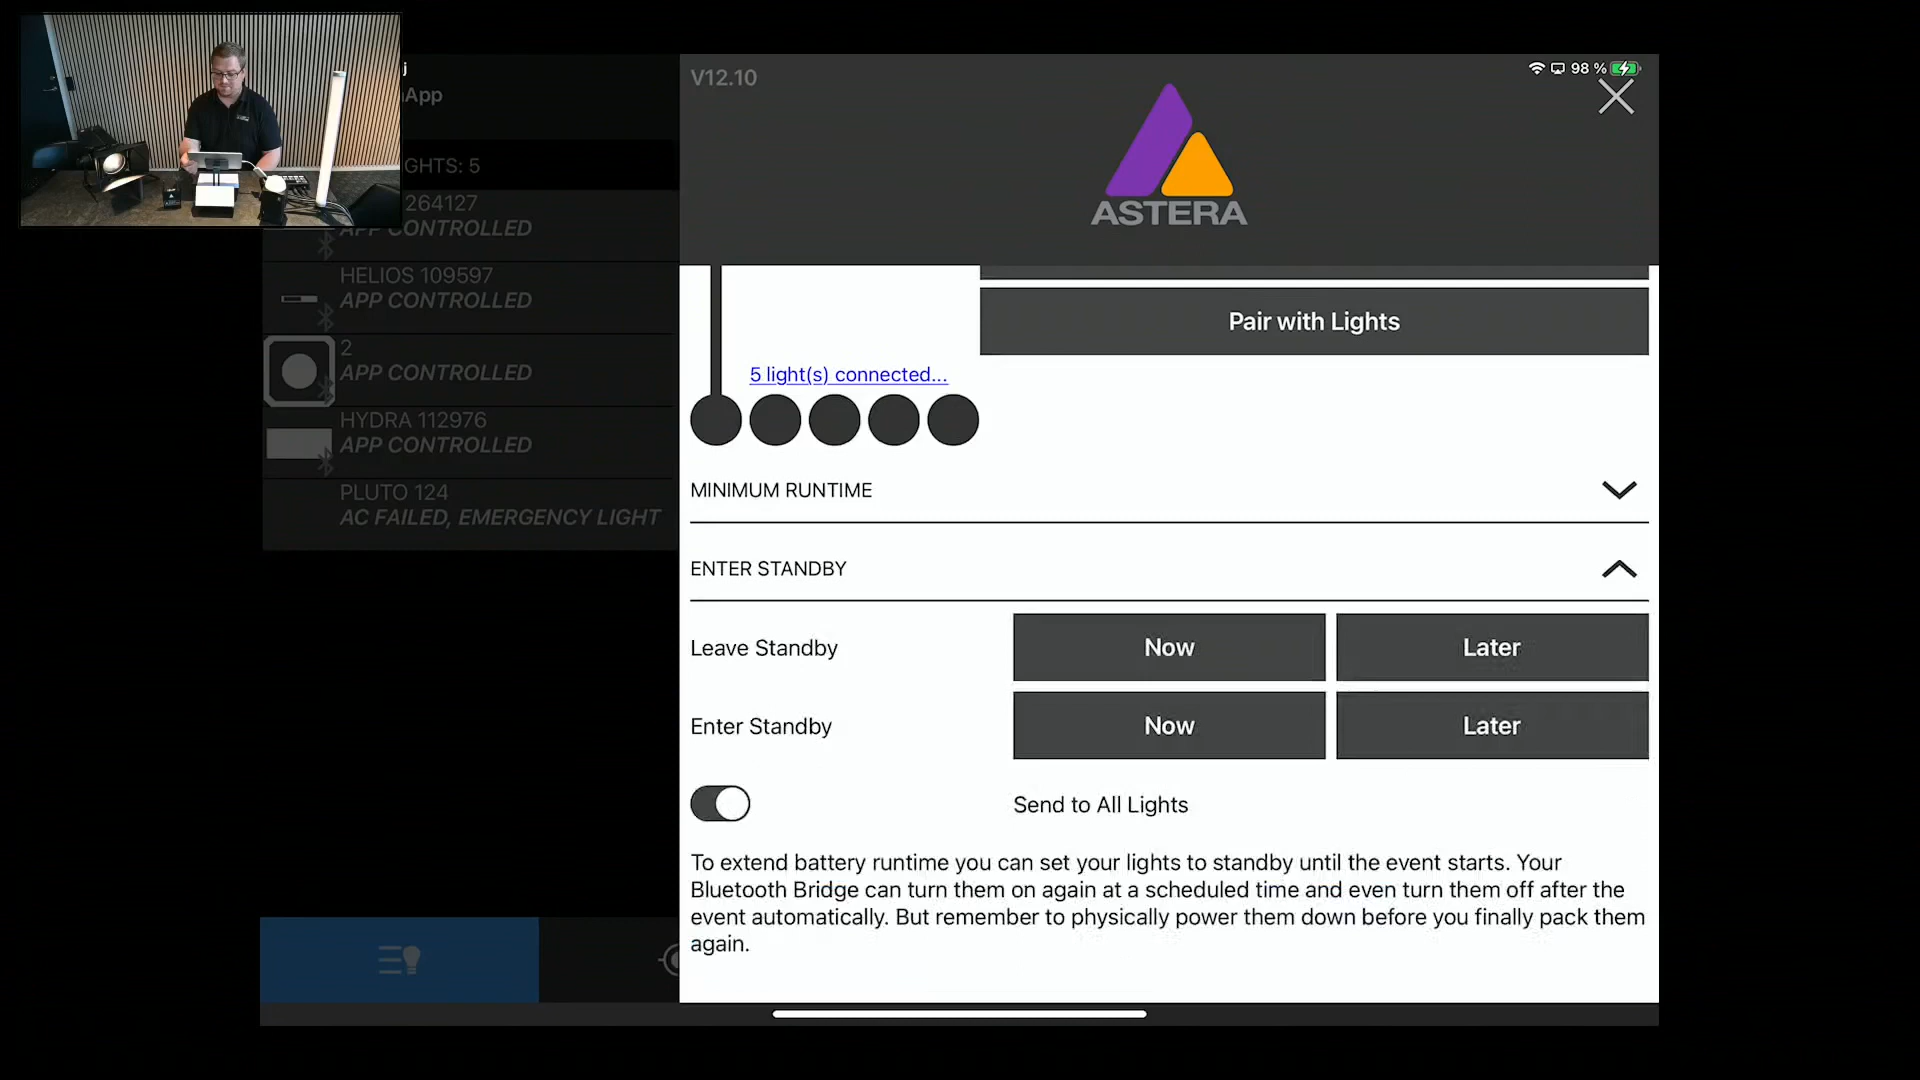 j
App
GHTS: 5
264127
APP CONTROLLED
HELIOS 109597
APP CONTROLLED
2
APP CONTROLLED
HYDRA 112976
APP CONTROLLED
PLUTO 124
AC FAILED, EMERGENCY LIGHT
V12.10
98 %
ASTERA
Pair with Lights
5 light(s) connected...
MINIMUM RUNTIME
ENTER STANDBY
Leave Standby
Now
Later
Enter Standby
Now
Later
Send to All Lights
To extend battery runtime you can set your lights to standby until the event starts. Your
Bluetooth Bridge can turn them on again at a scheduled time and even turn them off after the
event automatically. But remember to physically power them down before you finally pack them
again.